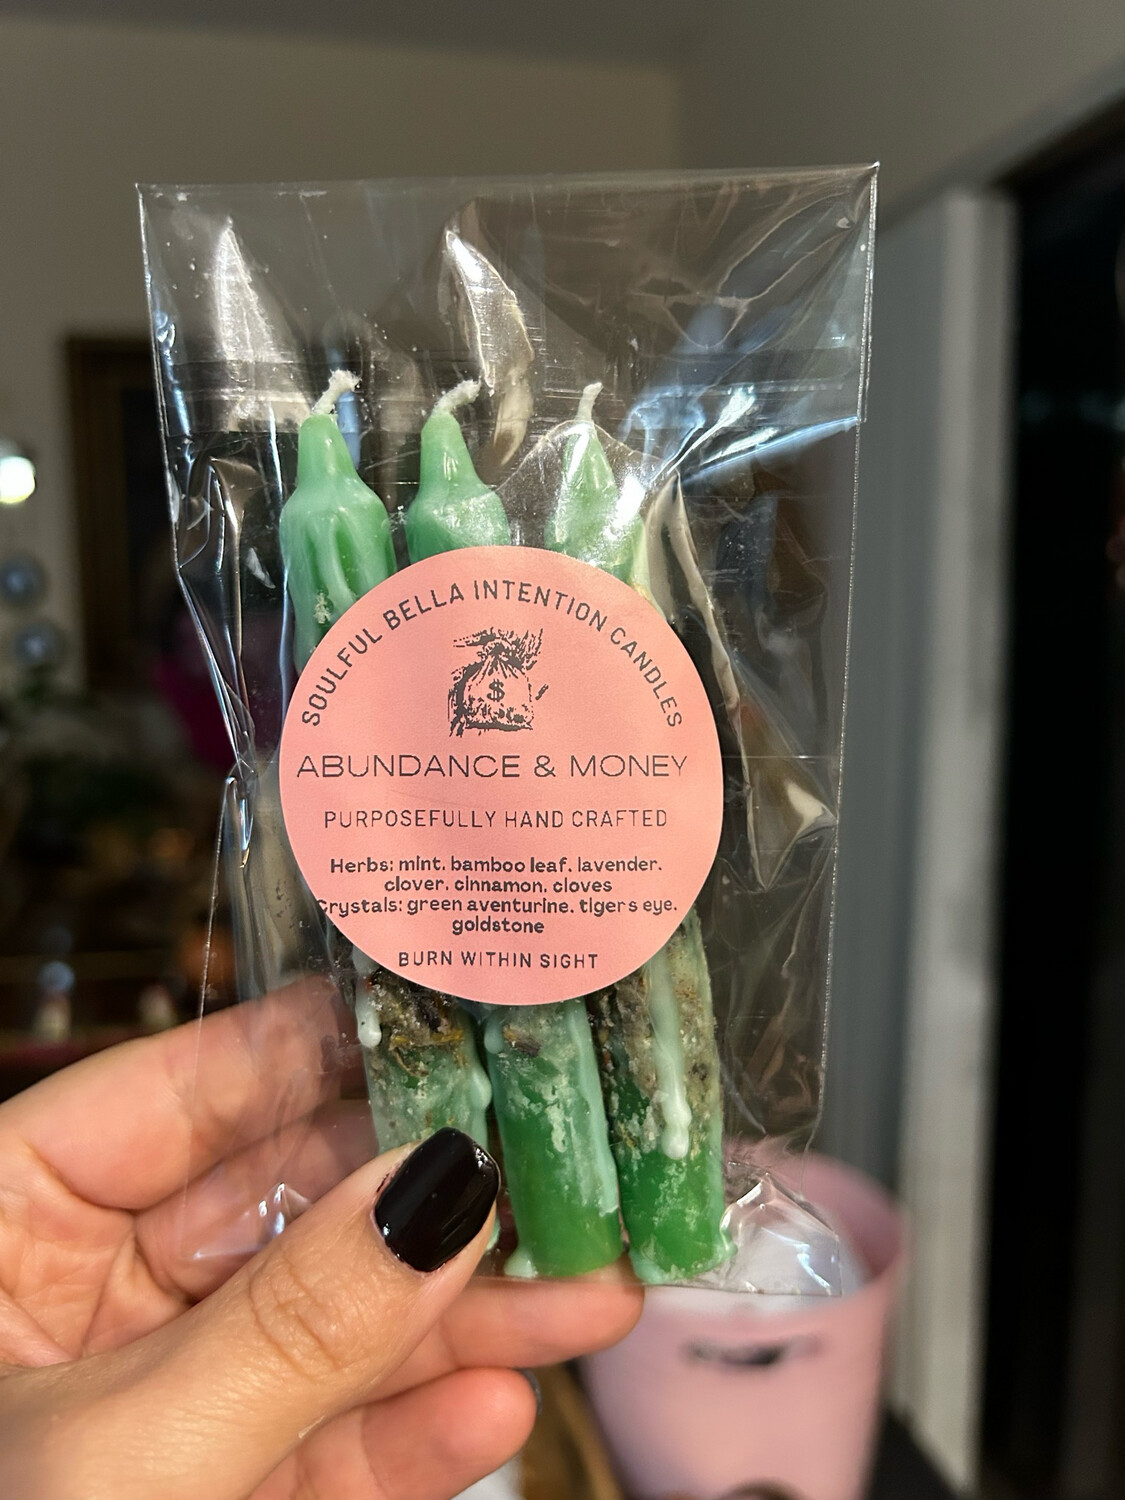 SOULFUL BELLA INTENTION CANDLES
$
ABUNDANCE & MONEY
PURPOSEFULLY HAND CRAFTED
Herbs: mint, bamboo leaf, lavender,
clover, cinnamon, cloves
Crystals: green aventurine, tigers eye,
goldstone
BURN WITHIN SIGHT